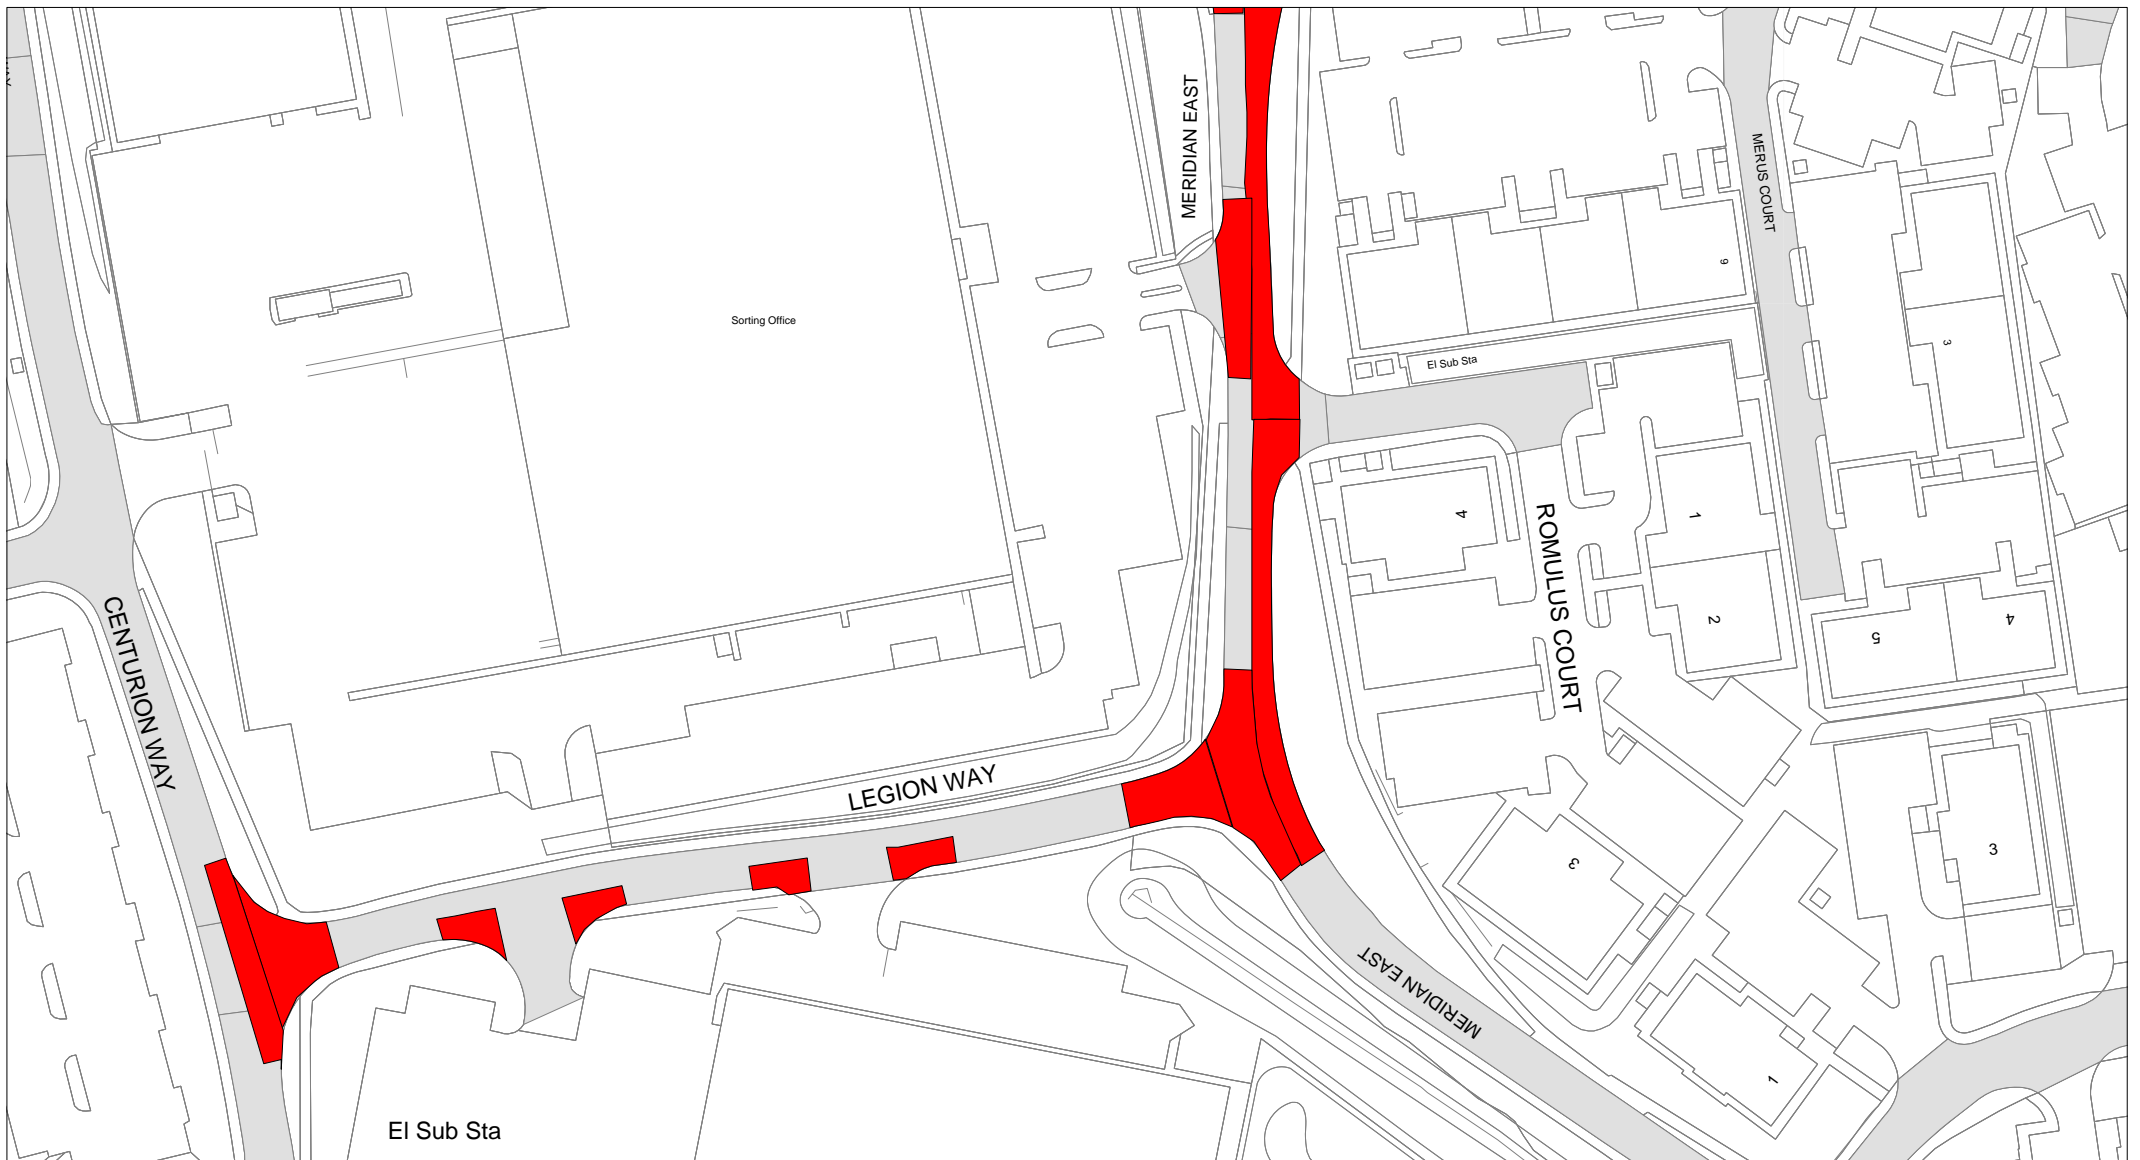 MERIDIAN EAST
MERUS COURT
9
Sorting Office
3
El Sub Sta
4
1
ROMULUS COURT
CENTURION WAY
2
5
4
LEGION WAY
3
3
MERIDIAN EAST
1
El Sub Sta